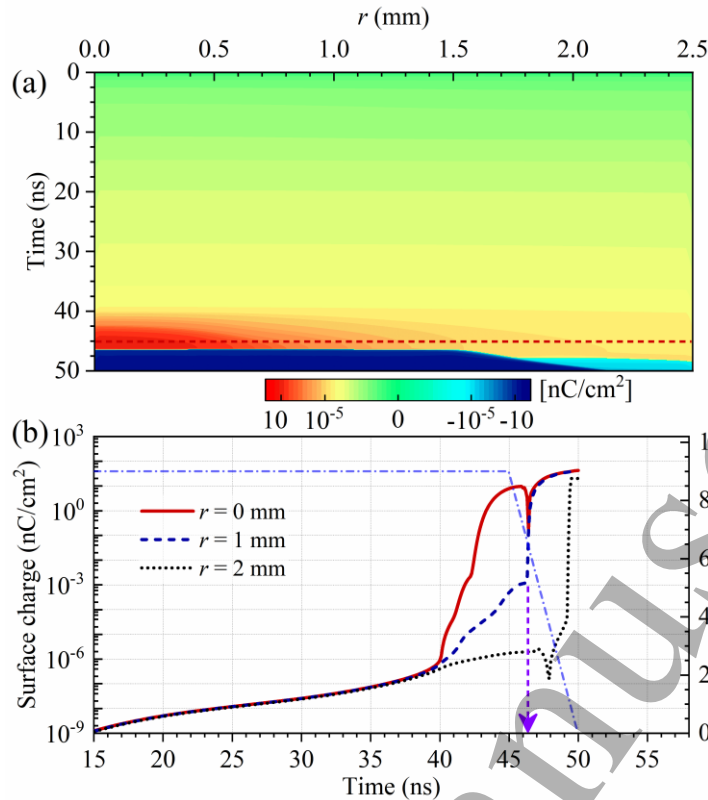 r (mm)
0.0 0.5 1.0 1.5 2.0 2.5
(a)
Time (ns)
0
10
20
30
40
50
[nC/cm²]
10 10⁻⁵ 0 -10⁻⁵ -10
(b)
Surface charge (nC/cm²)
10³
10⁰
10⁻³
10⁻⁶
10⁻⁹
r = 0 mm
r = 1 mm
r = 2 mm
8
6
4
2
0
15 20 25 30 35 40 45 50 55
Time (ns)